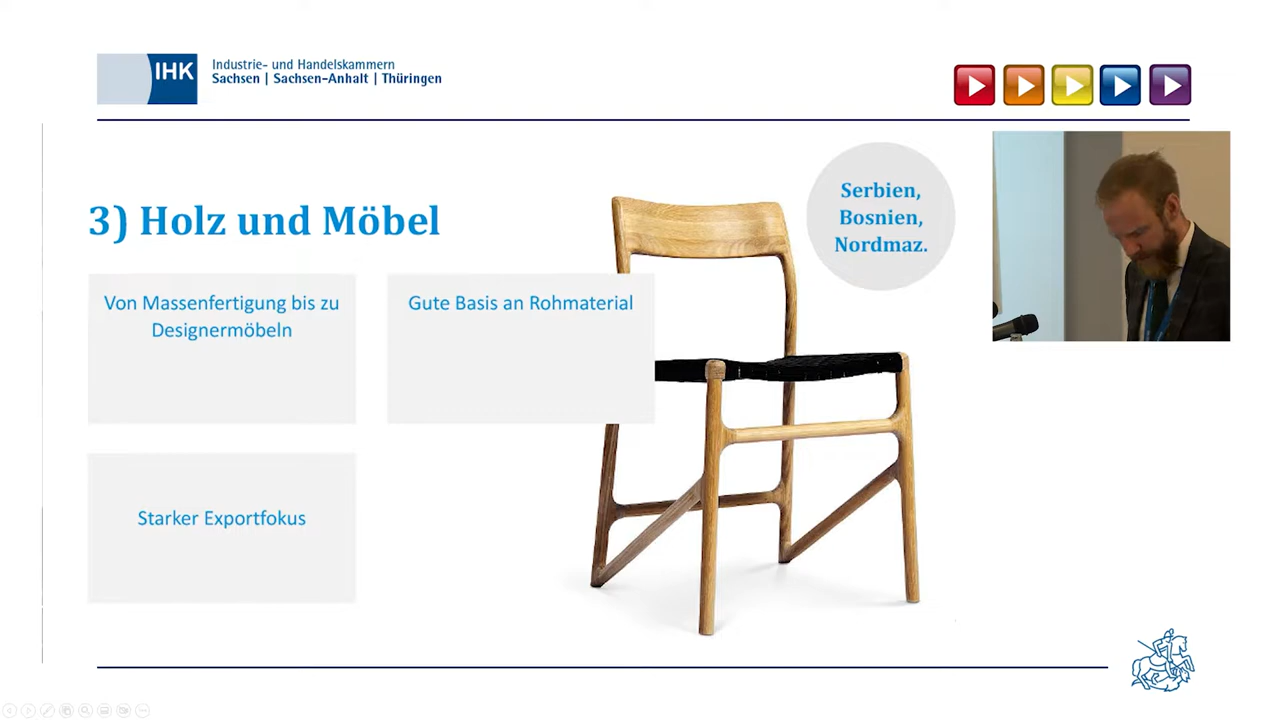 IHK
Industrie- und Handelskammern
Sachsen | Sachsen-Anhalt | Thüringen
Serbien,
Bosnien,
Nordmaz.
3) Holz und Möbel
Von Massenfertigung bis zu
Designermöbeln
Gute Basis an Rohmaterial
Starker Exportfokus